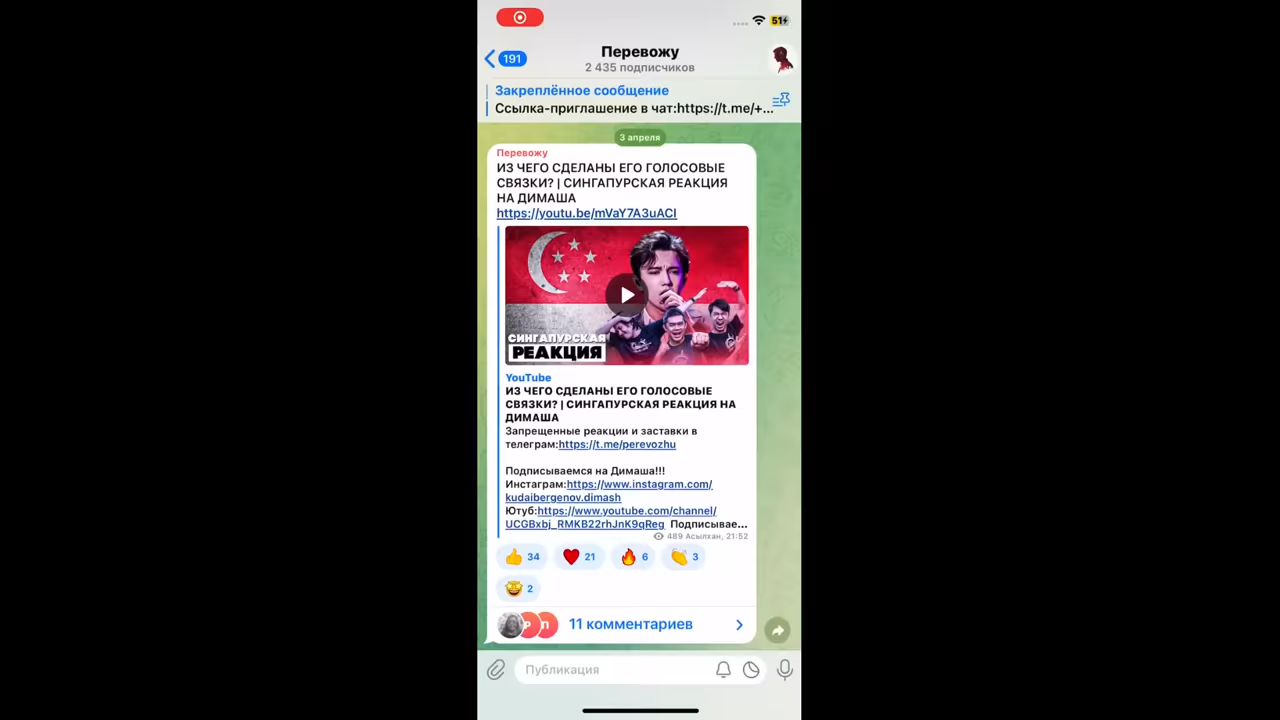 51
191
Перевожу
2 435 подписчиков
Закреплённое сообщение
Ссылка-приглашение в чат:https://t.me/+...
3 апреля
Перевожу
ИЗ ЧЕГО СДЕЛАНЫ ЕГО ГОЛОСОВЫЕ
СВЯЗКИ? | СИНГАПУРСКАЯ РЕАКЦИЯ
НА ДИМАША
https://youtu.be/mVaY7A3uACI
СИНГАПУРСКАЯ
РЕАКЦИЯ
YouTube
ИЗ ЧЕГО СДЕЛАНЫ ЕГО ГОЛОСОВЫЕ
СВЯЗКИ? | СИНГАПУРСКАЯ РЕАКЦИЯ НА
ДИМАША
Запрещенные реакции и заставки в
телеграм:https://t.me/perevozhu
Подписываемся на Димаша!!!
Инстаграм:https://www.instagram.com/
kudaibergenov.dimash
Ютуб:https://www.youtube.com/channel/
UCGBxbj_RMKB22rhJnK9qReg Подписывае...
489 Асылхан, 21:52
34 21 6 3
2
Р П 11 комментариев
Публикация